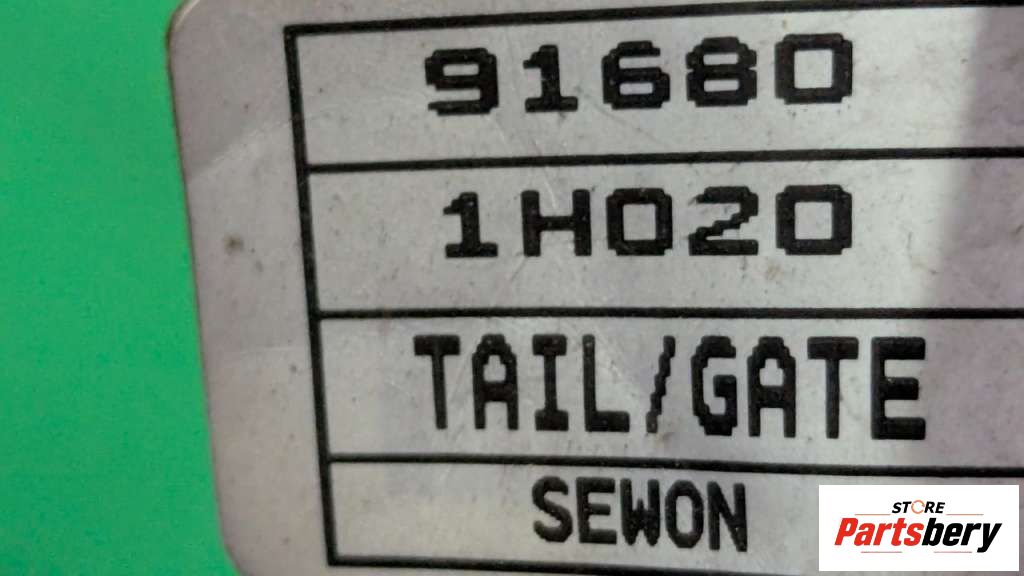 91680
1H020
TAIL/GATE
SEWON
STORE
Partsbery